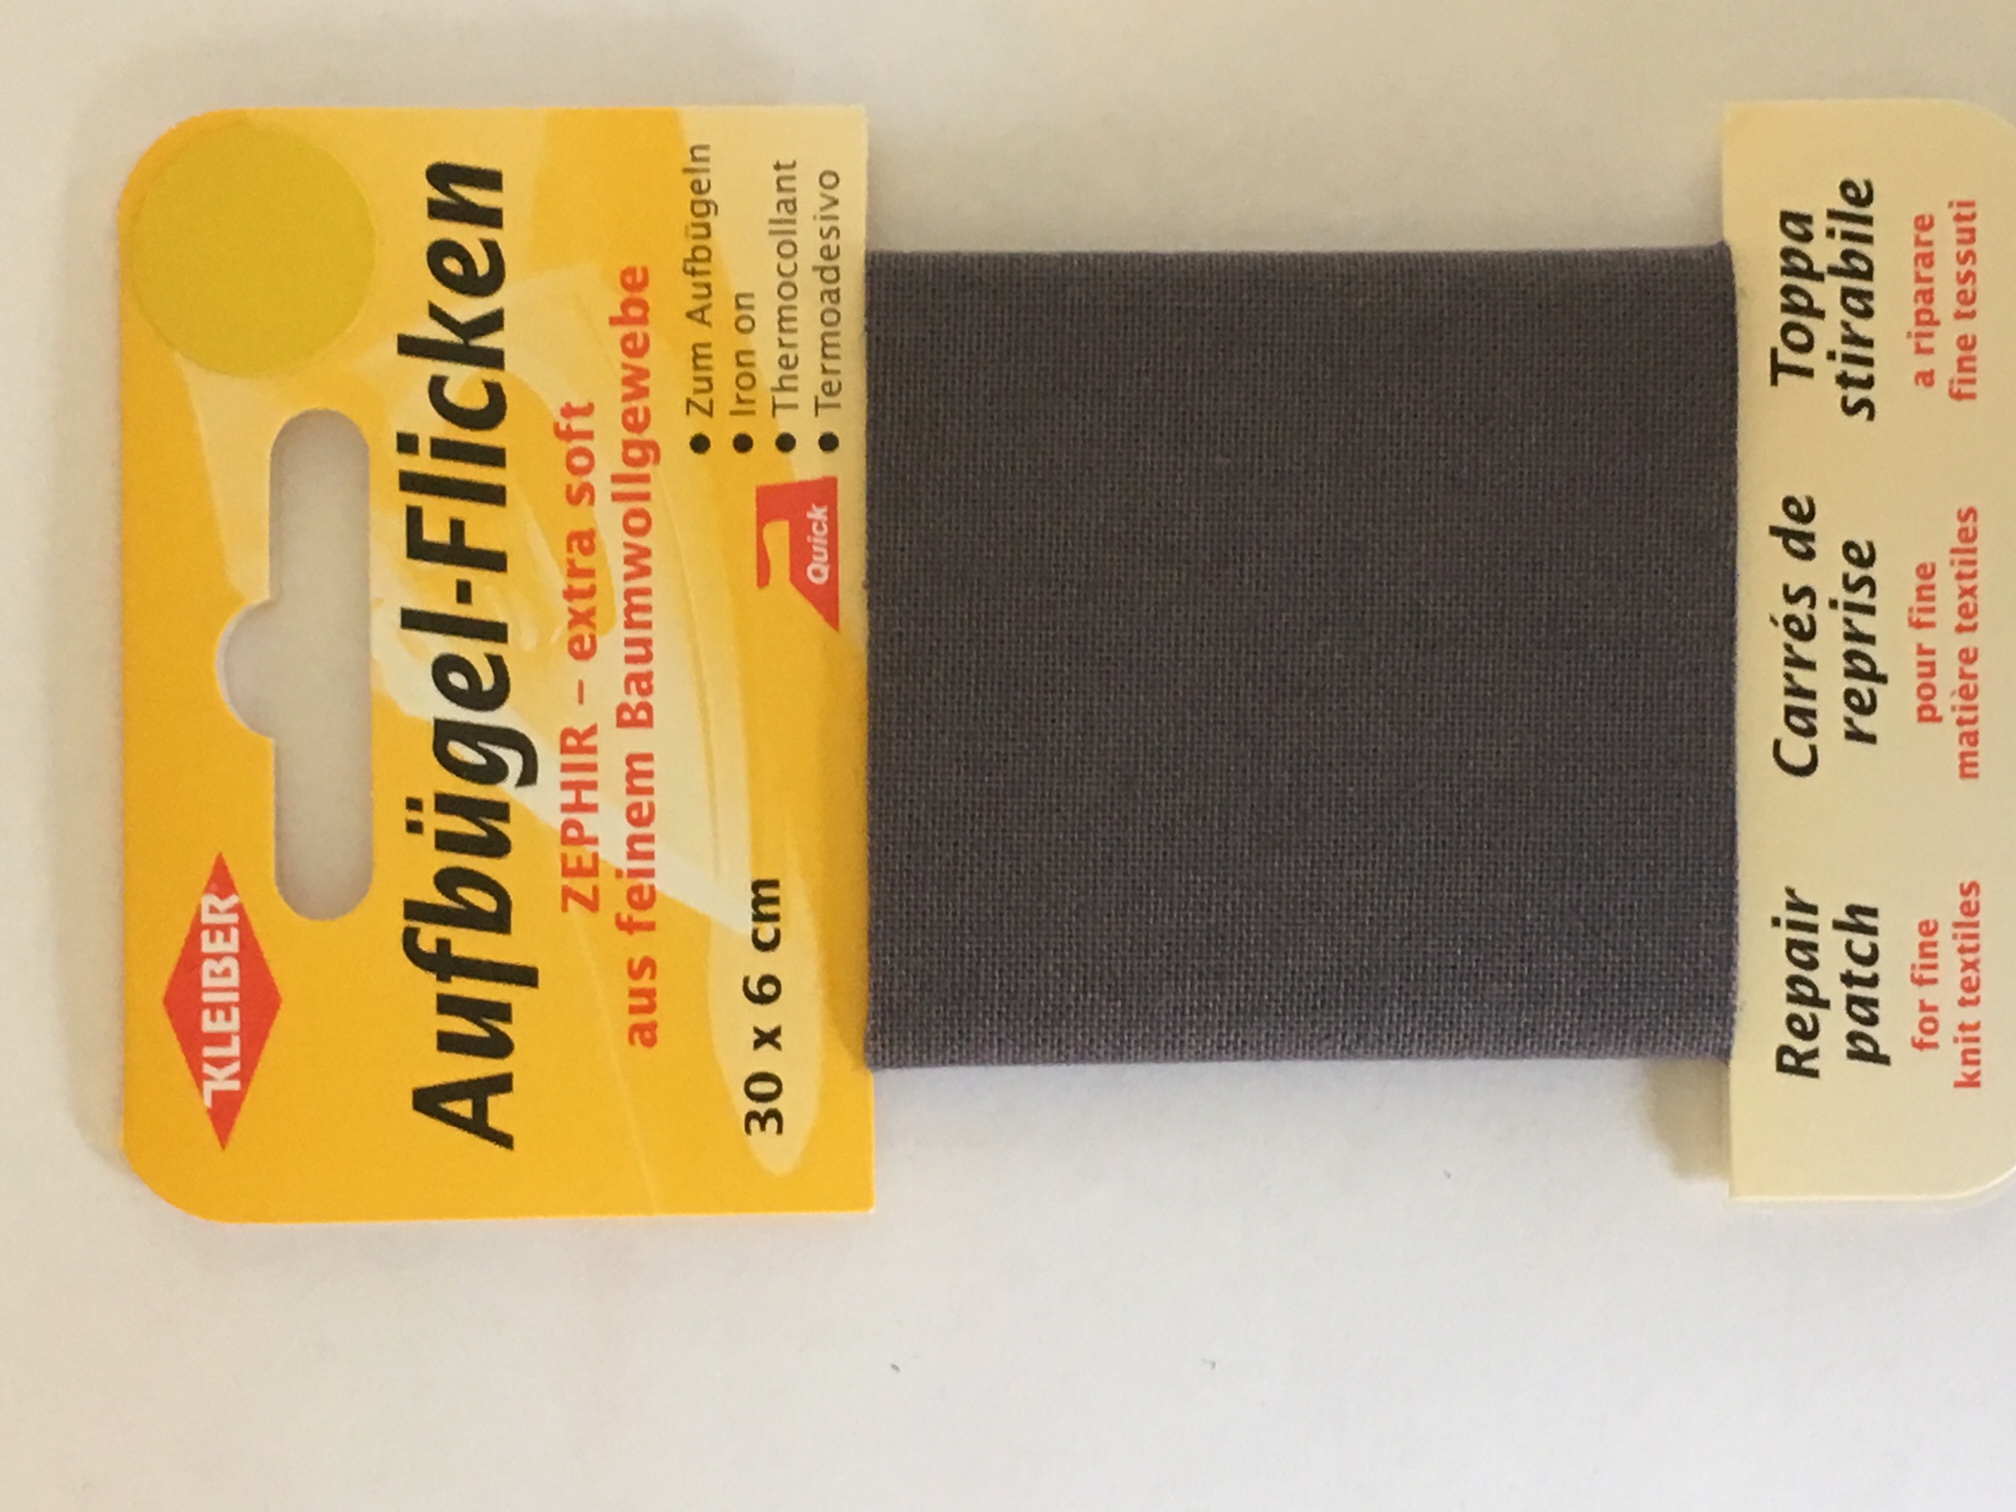 KLEIBER
Aufbügel-Flicken
ZEPHIR – extra soft
aus feinem Baumwollgewebe
30 x 6 cm
Quick
• Zum Aufbügeln
• Iron on
• Thermocollant
• Termoadesivo
Repair
patch
for fine
knit textiles
Carrés de
reprise
pour fine
matière textiles
Toppa
stirabile
a riparare
fine tessuti